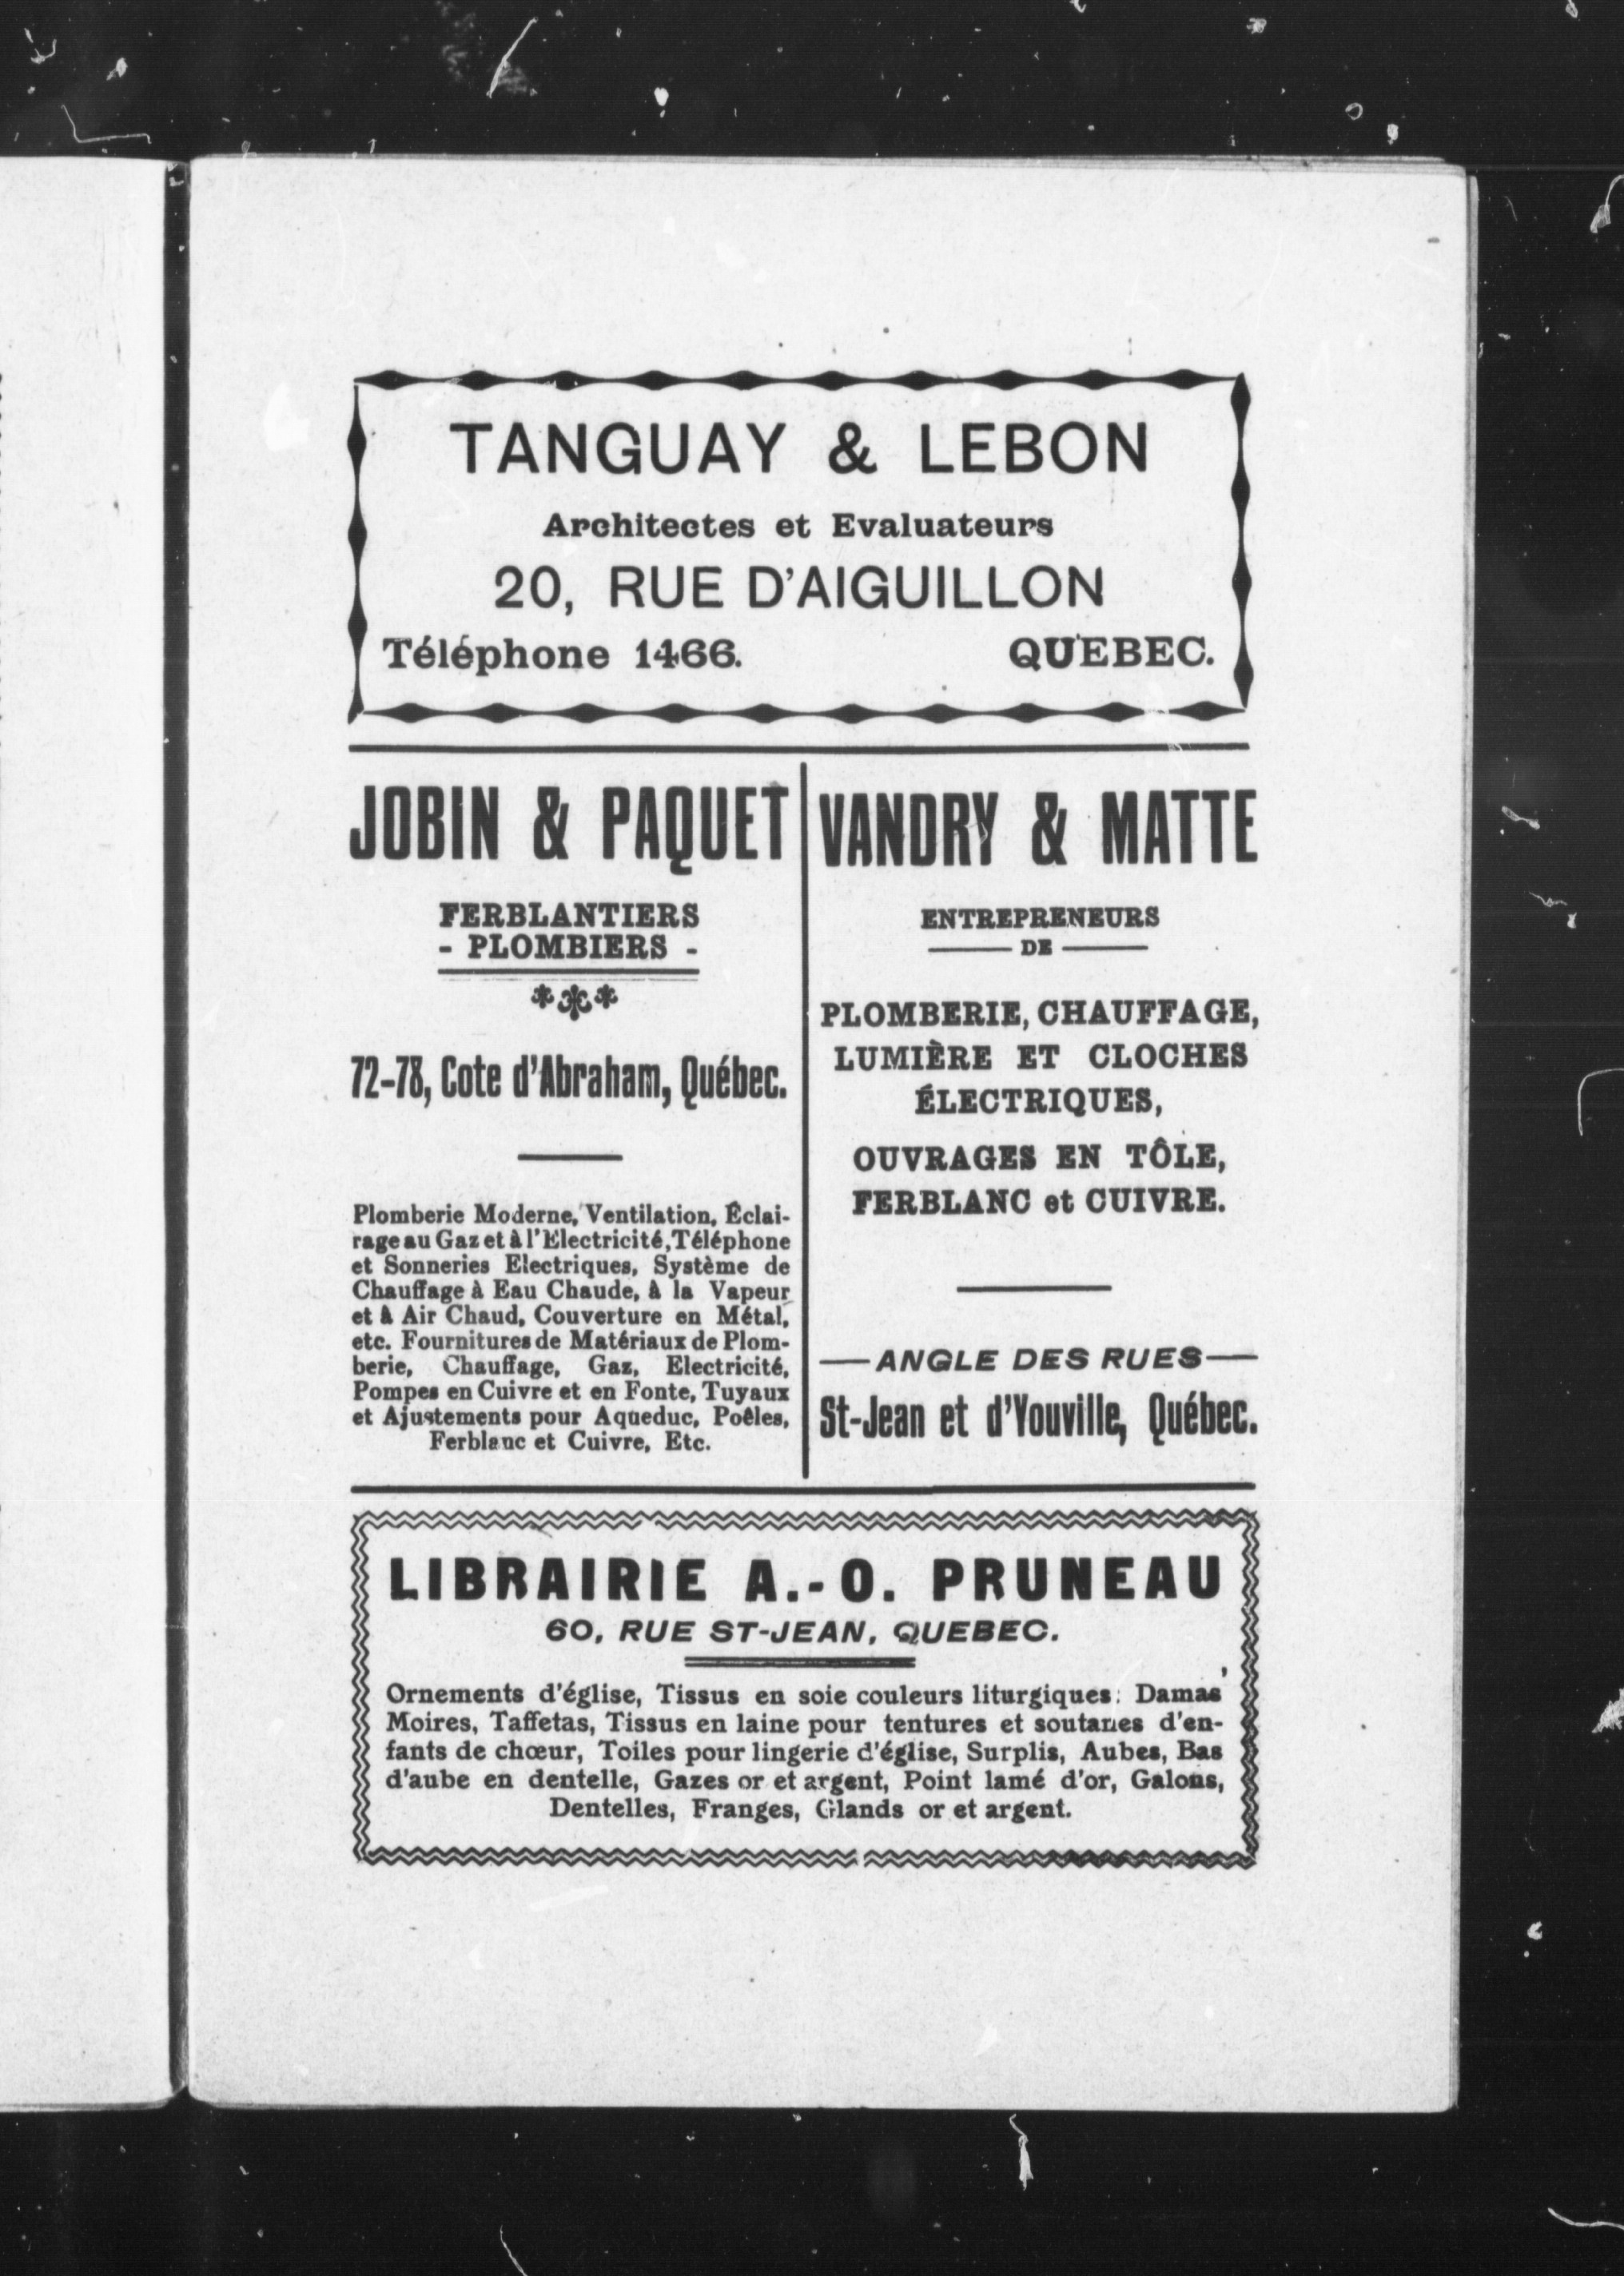 TANGUAY & LEBON
Architectes et Evaluateurs
20, RUE D'AIGUILLON
Téléphone 1466. QUEBEC.
JOBIN & PAQUET
FERBLANTIERS
- PLOMBIERS -
72-78, Cote d'Abraham, Québec.
Plomberie Moderne, Ventilation, Éclai-
rage au Gaz et à l'Electricité, Téléphone
et Sonneries Electriques, Système de
Chauffage à Eau Chaude, à la Vapeur
et à Air Chaud, Couverture en Métal,
etc. Fournitures de Matériaux de Plom-
berie, Chauffage, Gaz, Electricité,
Pompes en Cuivre et en Fonte, Tuyaux
et Ajustements pour Aqueduc, Poêles,
Ferblanc et Cuivre, Etc.
VANDRY & MATTE
ENTREPRENEURS
DE
PLOMBERIE, CHAUFFAGE,
LUMIÈRE ET CLOCHES
ÉLECTRIQUES,
OUVRAGES EN TÔLE,
FERBLANC et CUIVRE.
—ANGLE DES RUES—
St-Jean et d'Youville, Québec.
LIBRAIRIE A.-O. PRUNEAU
60, RUE ST-JEAN, QUEBEC.
Ornements d'église, Tissus en soie couleurs liturgiques: Damas
Moires, Taffetas, Tissus en laine pour tentures et soutanes d'en-
fants de chœur, Toiles pour lingerie d'église, Surplis, Aubes, Bas
d'aube en dentelle, Gazes or et argent, Point lamé d'or, Galons,
Dentelles, Franges, Glands or et argent.